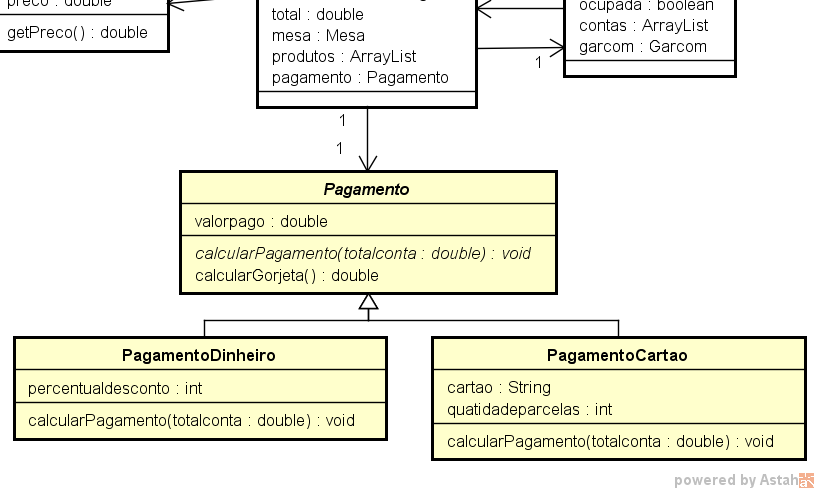 preco : double
getPreco() : double
total : double
mesa : Mesa
produtos : ArrayList
pagamento : Pagamento
ocupada : boolean
contas : ArrayList
garcom : Garcom
1
1
1
Pagamento
valorpago : double
calcularPagamento(totalconta : double) : void
calcularGorjeta() : double
PagamentoDinheiro
percentualdesconto : int
calcularPagamento(totalconta : double) : void
PagamentoCartao
cartao : String
quatidadeparcelas : int
calcularPagamento(totalconta : double) : void
powered by Astah